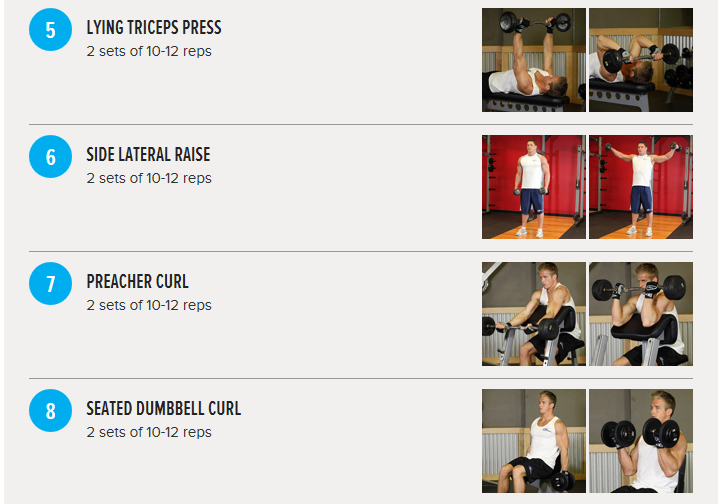 5
LYING TRICEPS PRESS
2 sets of 10-12 reps
6
SIDE LATERAL RAISE
2 sets of 10-12 reps
7
PREACHER CURL
2 sets of 10-12 reps
8
SEATED DUMBBELL CURL
2 sets of 10-12 reps